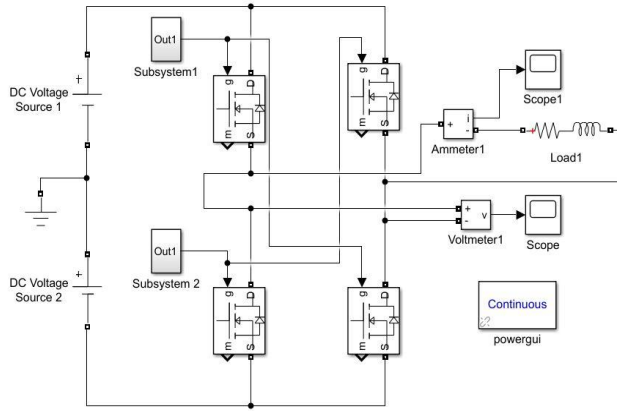 Out1
Subsystem1
g
D
m
S
g
D
m
S
+
DC Voltage
Source 1
+
i
-
Ammeter1
Scope1
+
Load1
+
-
v
Voltmeter1
Scope
Out1
Subsystem 2
+
DC Voltage
Source 2
g
D
m
S
g
D
m
S
Continuous
powergui